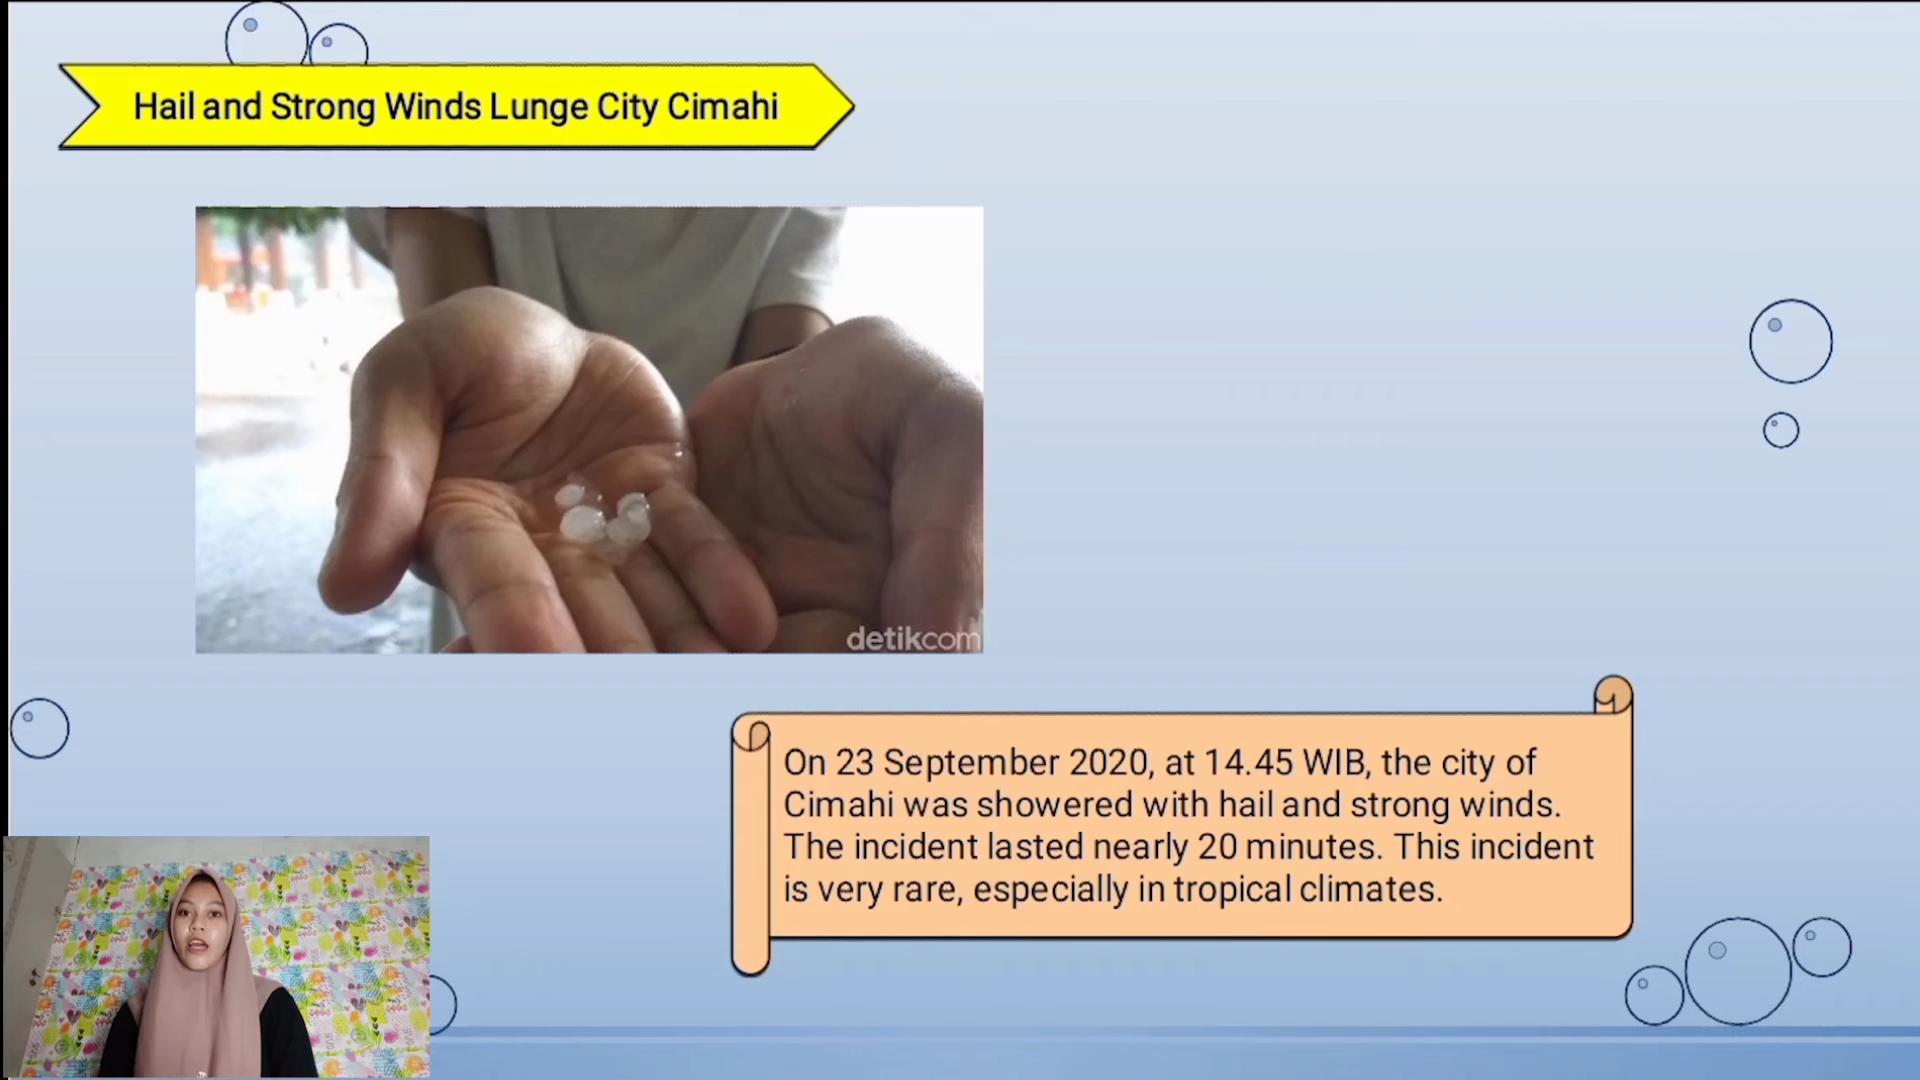 Hail and Strong Winds Lunge City Cimahi
detikcom
On 23 September 2020, at 14.45 WIB, the city of
Cimahi was showered with hail and strong winds.
The incident lasted nearly 20 minutes. This incident
is very rare, especially in tropical climates.